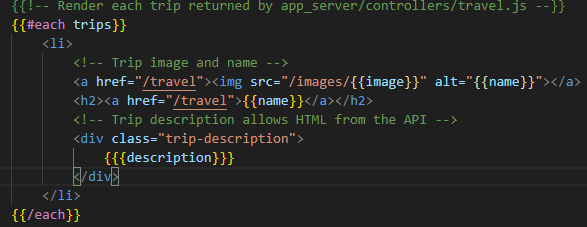 {{!-- Render each trip returned by app_server/controllers/travel.js --}}
{{#each trips}}
    <li>
        <!-- Trip image and name -->
        <a href="/travel"><img src="/images/{{image}}" alt="{{name}}"></a>
        <h2><a href="/travel">{{name}}</a></h2>
        <!-- Trip description allows HTML from the API -->
        <div class="trip-description">
            {{{description}}}
        </div>
    </li>
{{/each}}